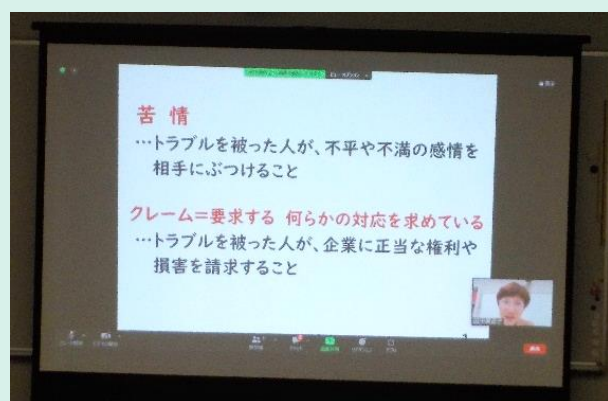 苦情
…トラブルを被った人が、不平や不満の感情を
相手にぶつけること
クレーム=要求する 何らかの対応を求めている
…トラブルを被った人が、企業に正当な権利や
損害を請求すること